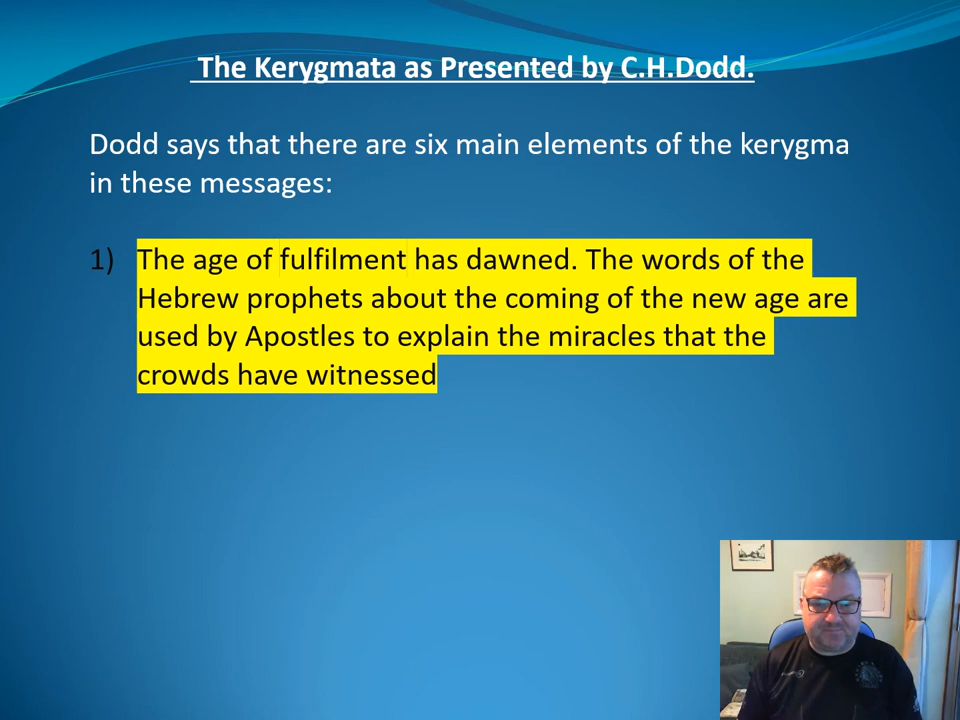 The Kerygmata as Presented by C.H.Dodd.
Dodd says that there are six main elements of the kerygma
in these messages:
1) The age of fulfilment has dawned. The words of the
Hebrew prophets about the coming of the new age are
used by Apostles to explain the miracles that the
crowds have witnessed